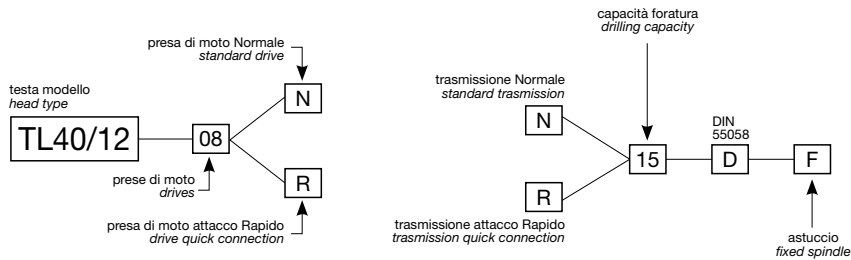 testa modello
head type
TL40/12
08
prese di moto
drives
presa di moto Normale
standard drive
N
R
presa di moto attacco Rapido
drive quick connection
trasmissione Normale
standard trasmission
N
R
trasmissione attacco Rapido
trasmission quick connection
capacità foratura
drilling capacity
15
DIN
55058
D
F
astuccio
fixed spindle